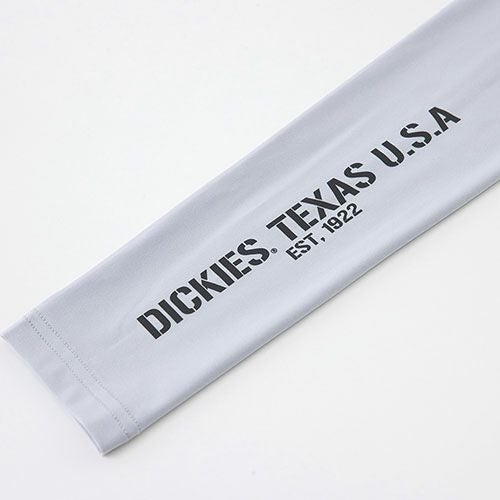 DICKIES® TEXAS U.S.A
EST, 1922